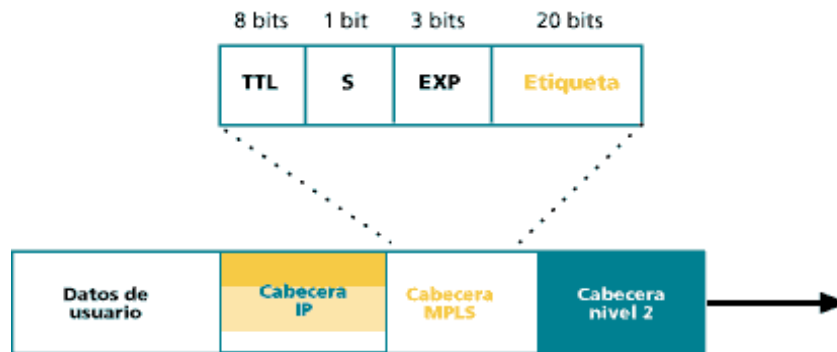 8 bits 1 bit 3 bits 20 bits
TTL S EXP Etiqueta
Datos de usuario
Cabecera IP
Cabecera MPLS
Cabecera nivel 2